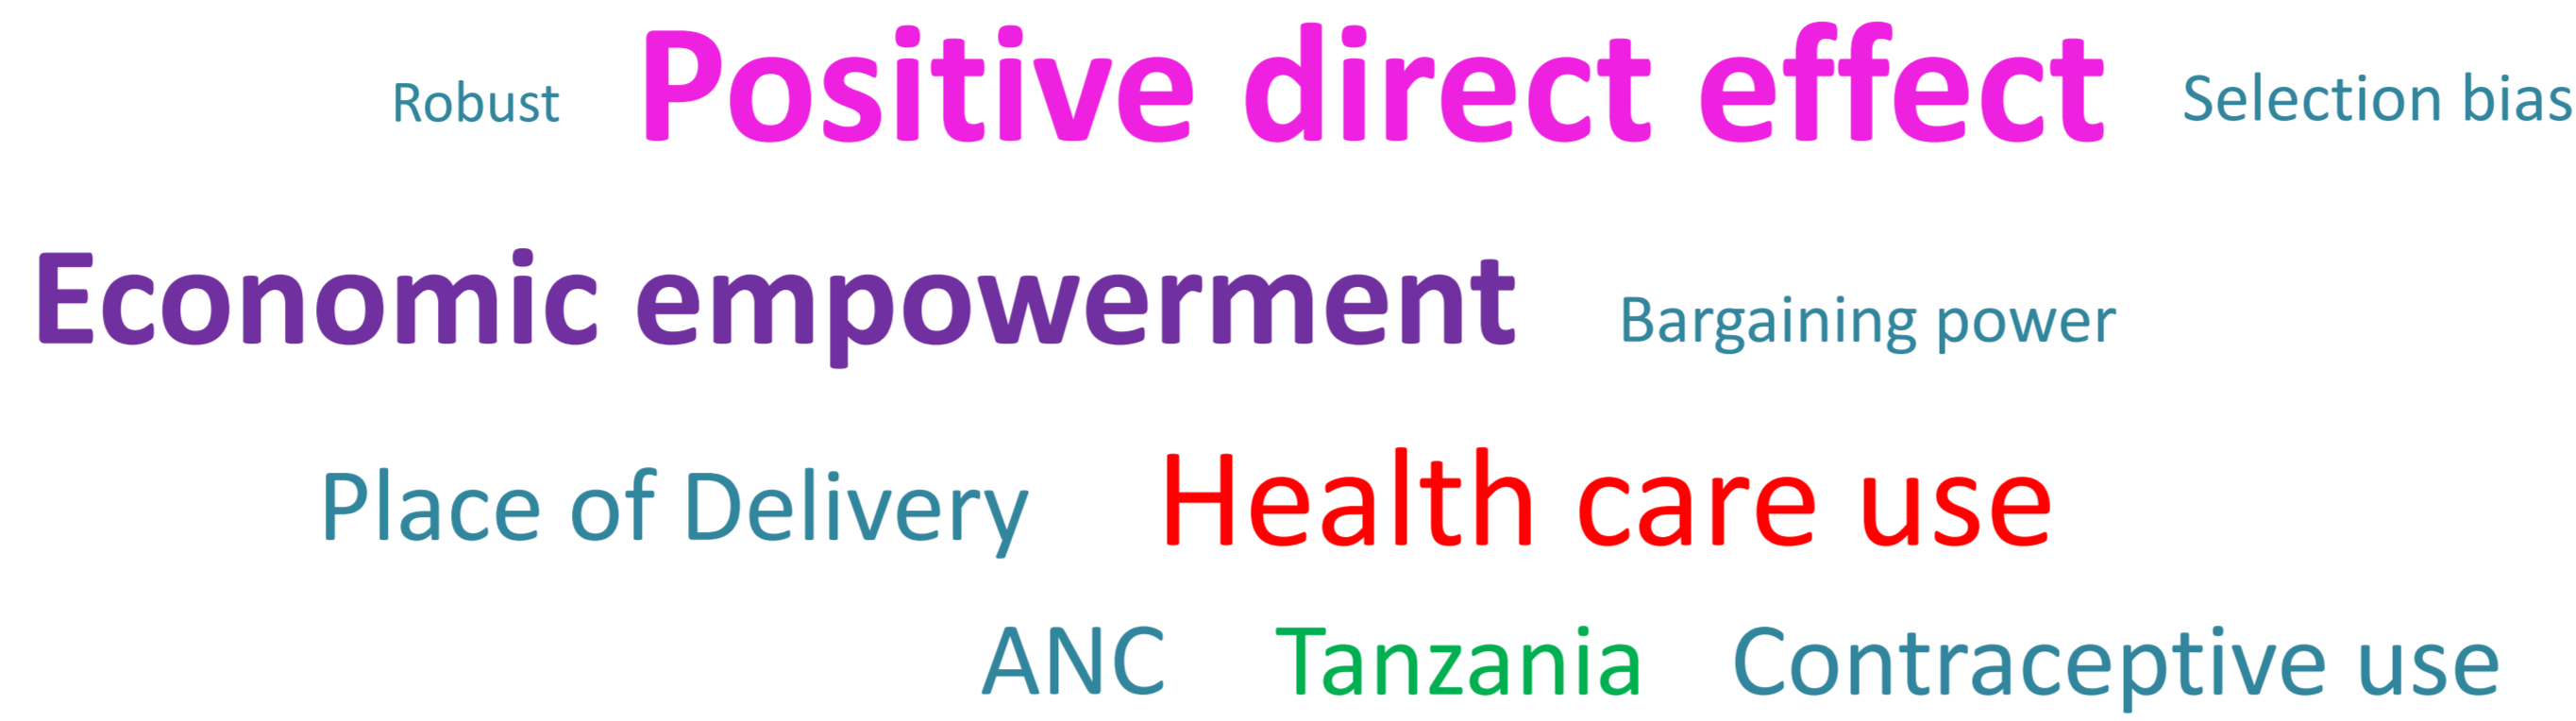 Robust Positive direct effect Selection bias
Economic empowerment Bargaining power
Place of Delivery Health care use
ANC Tanzania Contraceptive use